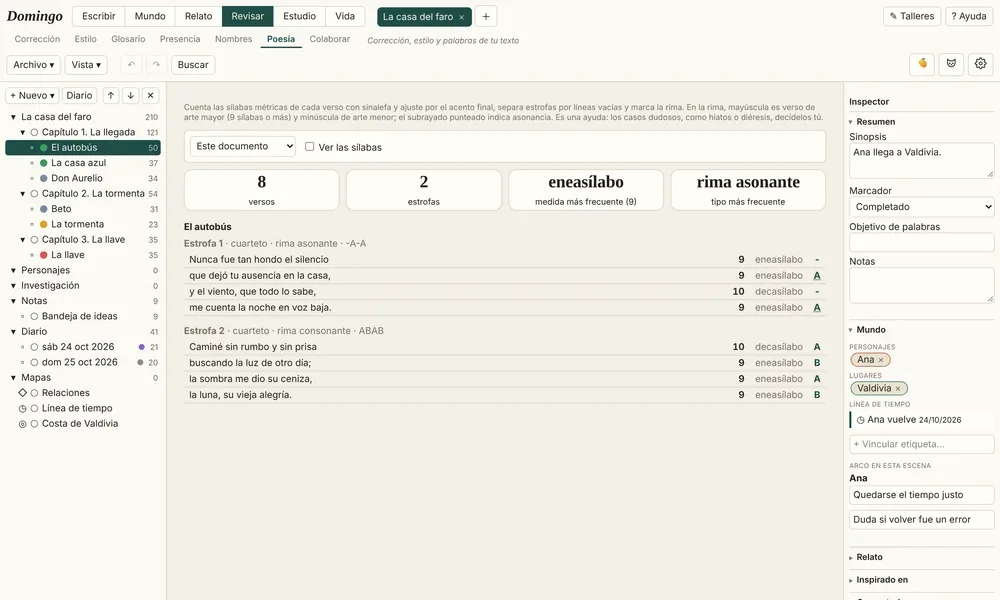 Domingo
Escribir Mundo Relato Revisar Estudio Vida La casa del faro × + ✎ Talleres ? Ayuda
Corrección Estilo Glosario Presencia Nombres Poesía Colaborar Corrección, estilo y palabras de tu texto
Archivo ▾ Vista ▾ Buscar
+ Nuevo ▾ Diario ↑ ↓ ✕
La casa del faro 210
Capítulo 1. La llegada 121
El autobús 50
La casa azul 37
Don Aurelio 34
Capítulo 2. La tormenta 54
Beto 31
La tormenta 23
Capítulo 3. La llave 35
La llave 35
Personajes 0
Investigación 0
Notas 9
Bandeja de ideas 9
Diario 41
sáb 24 oct 2026 21
dom 25 oct 2026 20
Mapas 0
Relaciones
Línea de tiempo
Costa de Valdivia
Cuenta las sílabas métricas de cada verso con sinalefa y ajuste por el acento final, separa estrofas por líneas vacías y marca la rima. En la rima, mayúscula es verso de
arte mayor (9 sílabas o más) y minúscula de arte menor; el subrayado punteado indica asonancia. Es una ayuda: los casos dudosos, como hiatos o diéresis, decídelos tú.
Este documento Ver las sílabas
8 2 eneasílabo rima asonante
versos estrofas medida más frecuente (9) tipo más frecuente
El autobús
Estrofa 1 · cuarteto · rima asonante · -A-A
Nunca fue tan hondo el silencio 9 eneasílabo -
que dejó tu ausencia en la casa, 9 eneasílabo A
y el viento, que todo lo sabe, 10 decasílabo -
me cuenta la noche en voz baja. 9 eneasílabo A
Estrofa 2 · cuarteto · rima consonante · ABAB
Caminé sin rumbo y sin prisa 10 decasílabo A
buscando la luz de otro día; 9 eneasílabo B
la sombra me dio su ceniza, 9 eneasílabo A
la luna, su vieja alegría. 9 eneasílabo B
Inspector
Resumen
Sinopsis
Ana llega a Valdivia.
Marcador
Completado
Objetivo de palabras
Notas
Mundo
PERSONAJES
Ana ×
LUGARES
Valdivia ×
LÍNEA DE TIEMPO
Ana vuelve 24/10/2026
+ Vincular etiqueta...
ARCO EN ESTA ESCENA
Ana
Quedarse el tiempo justo
Duda si volver fue un error
Relato
Inspirado en